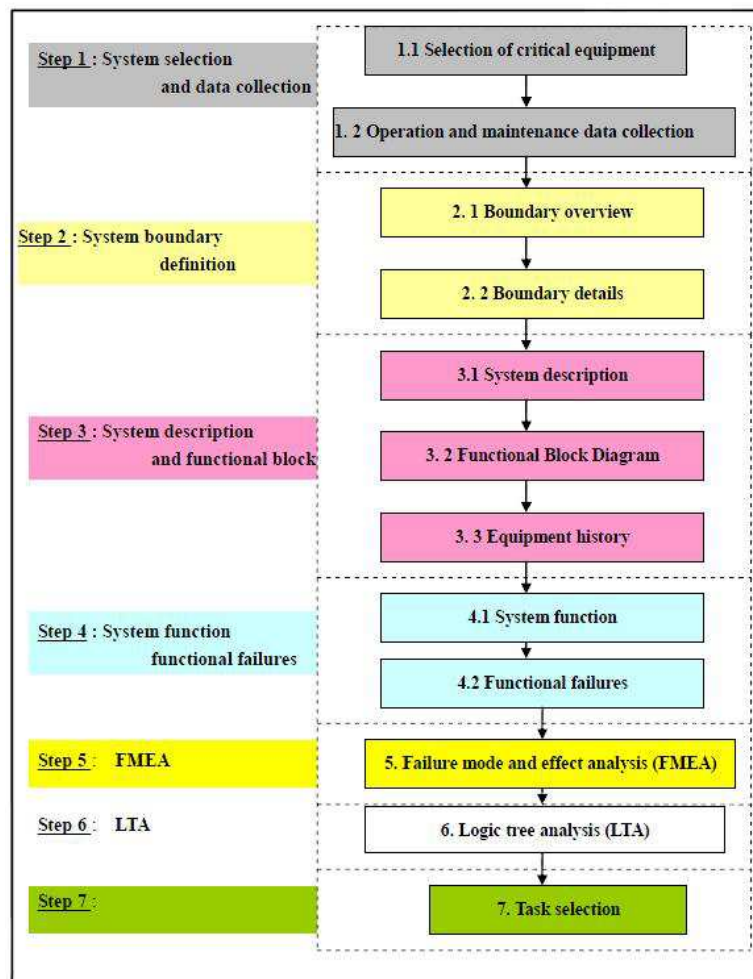 Step 1 : System selection
and data collection
1.1 Selection of critical equipment
1. 2 Operation and maintenance data collection
Step 2 : System boundary
definition
2. 1 Boundary overview
2. 2 Boundary details
Step 3 : System description
and functional block
3.1 System description
3. 2 Functional Block Diagram
3. 3 Equipment history
Step 4 : System function
functional failures
4.1 System function
4.2 Functional failures
Step 5 : FMEA
5. Failure mode and effect analysis (FMEA)
Step 6 : LTA
6. Logic tree analysis (LTA)
Step 7 :
7. Task selection